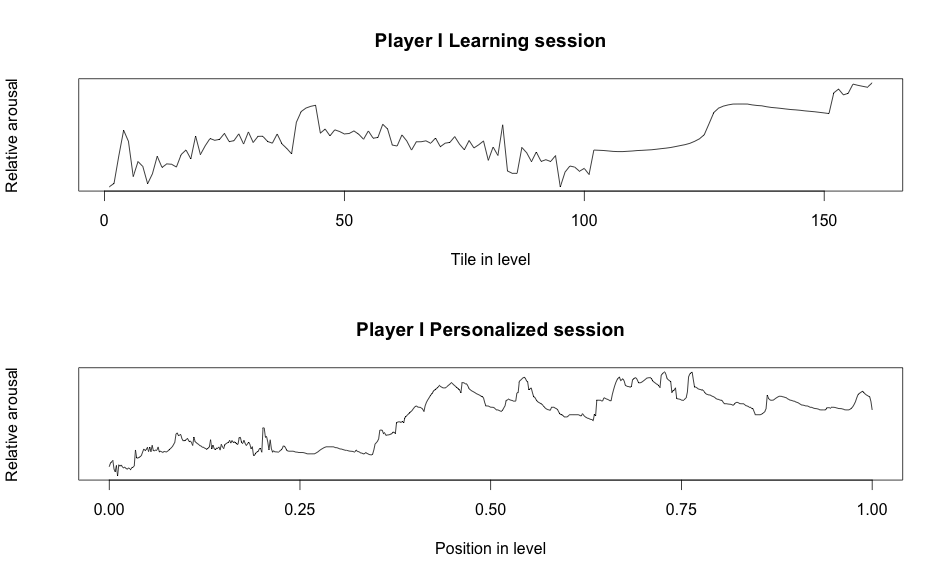 Player I Learning session
Relative arousal
0 50 100 150
Tile in level
Player I Personalized session
Relative arousal
0.00 0.25 0.50 0.75 1.00
Position in level